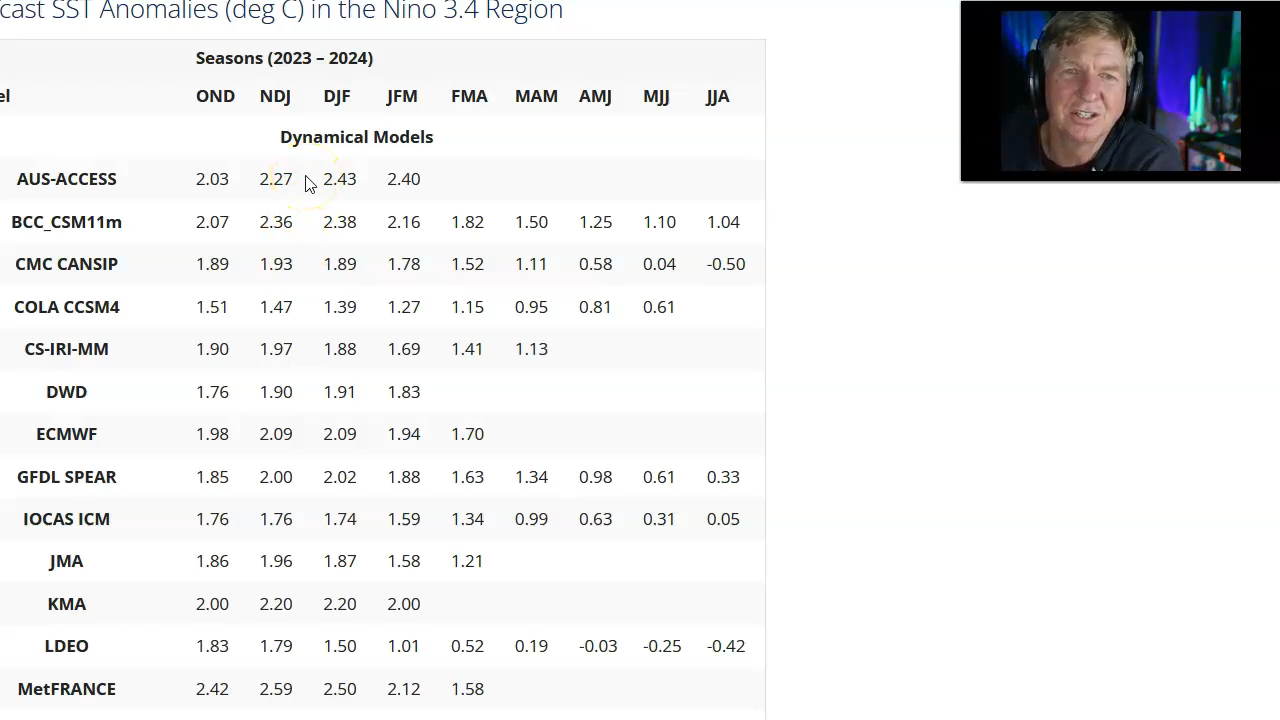 cast SST Anomalies (deg C) in the Nino 3.4 Region
Seasons (2023 – 2024)
el OND NDJ DJF JFM FMA MAM AMJ MJJ JJA
Dynamical Models
AUS-ACCESS 2.03 2.27 2.43 2.40
BCC_CSM11m 2.07 2.36 2.38 2.16 1.82 1.50 1.25 1.10 1.04
CMC CANSIP 1.89 1.93 1.89 1.78 1.52 1.11 0.58 0.04 -0.50
COLA CCSM4 1.51 1.47 1.39 1.27 1.15 0.95 0.81 0.61
CS-IRI-MM 1.90 1.97 1.88 1.69 1.41 1.13
DWD 1.76 1.90 1.91 1.83
ECMWF 1.98 2.09 2.09 1.94 1.70
GFDL SPEAR 1.85 2.00 2.02 1.88 1.63 1.34 0.98 0.61 0.33
IOCAS ICM 1.76 1.76 1.74 1.59 1.34 0.99 0.63 0.31 0.05
JMA 1.86 1.96 1.87 1.58 1.21
KMA 2.00 2.20 2.20 2.00
LDEO 1.83 1.79 1.50 1.01 0.52 0.19 -0.03 -0.25 -0.42
MetFRANCE 2.42 2.59 2.50 2.12 1.58